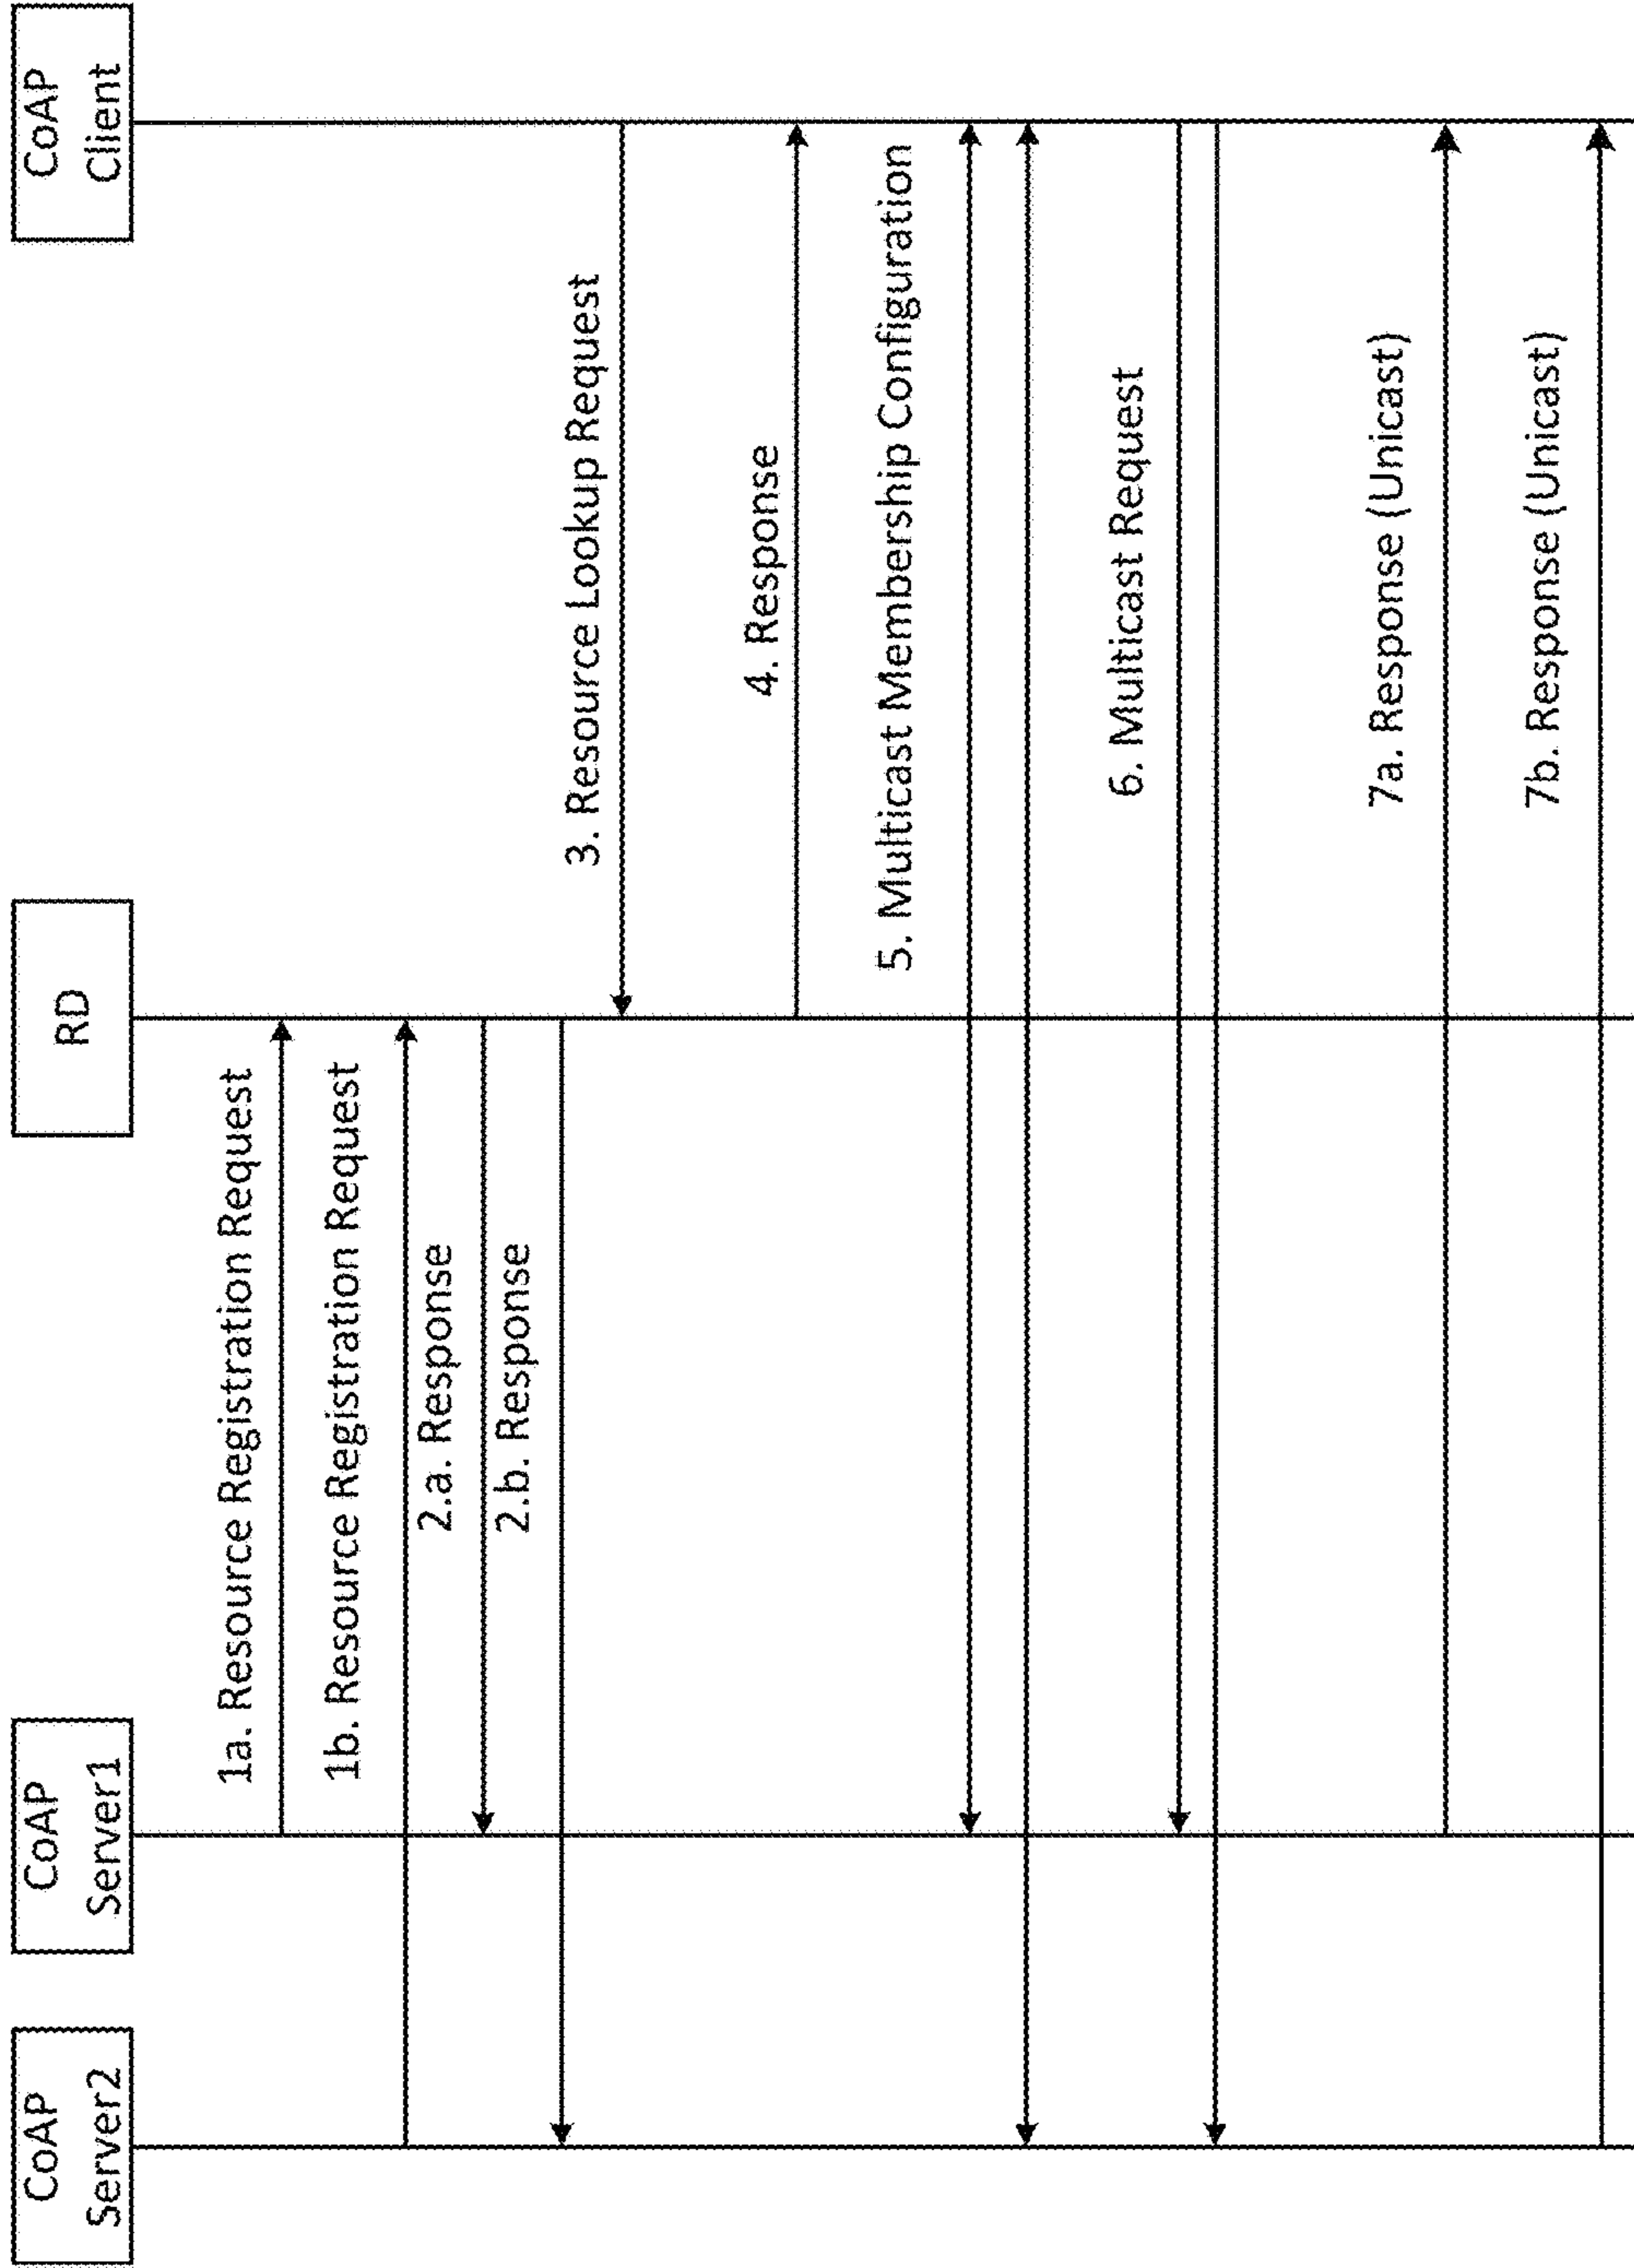 CoAP
Server2
CoAP
Server1
RD
CoAP
Client
1a. Resource Registration Request
1b. Resource Registration Request
2.a. Response
2.b. Response
3. Resource Lookup Request
4. Response
5. Multicast Membership Configuration
6. Multicast Request
7a. Response (Unicast)
7b. Response (Unicast)